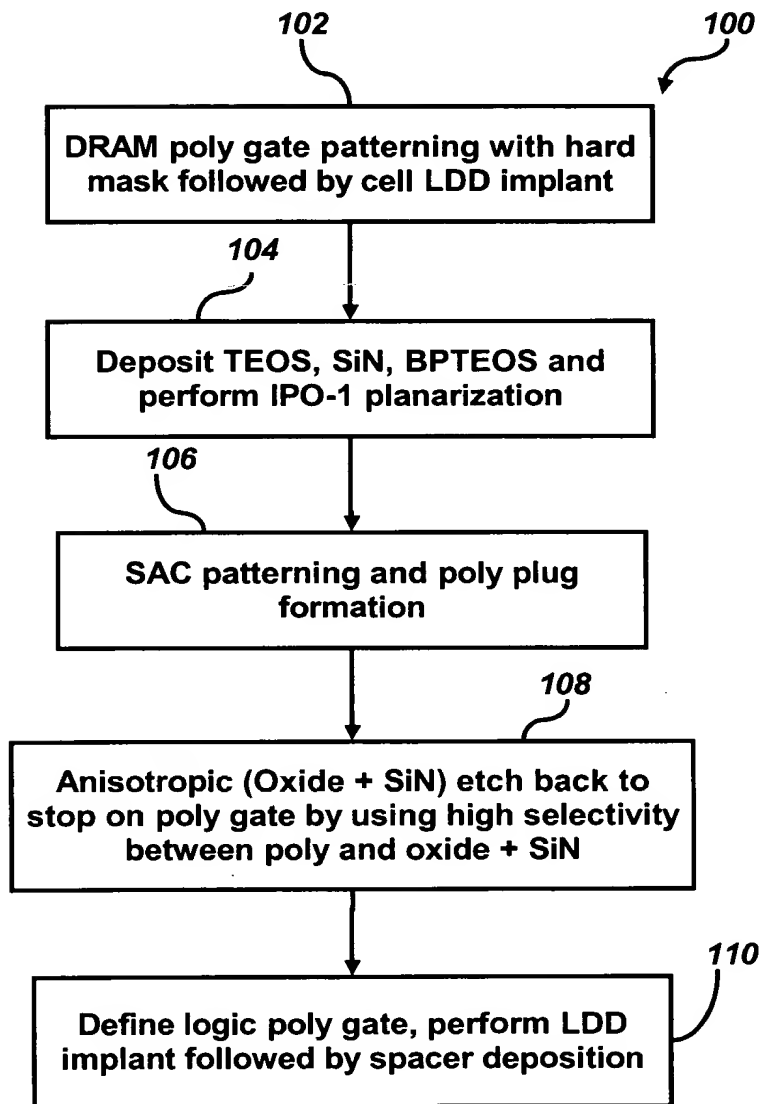 102
100
DRAM poly gate patterning with hard
mask followed by cell LDD implant
104
Deposit TEOS, SiN, BPTEOS and
perform IPO-1 planarization
106
SAC patterning and poly plug
formation
108
Anisotropic (Oxide + SiN) etch back to
stop on poly gate by using high selectivity
between poly and oxide + SiN
110
Define logic poly gate, perform LDD
implant followed by spacer deposition